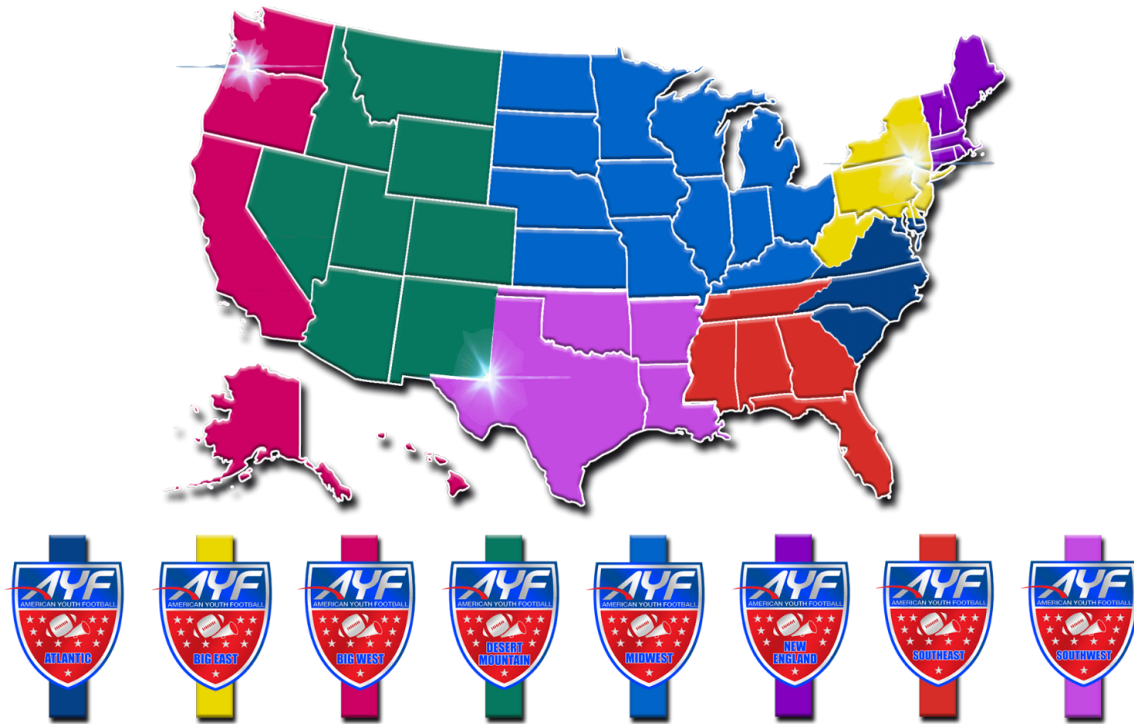 AYF
AMERICAN YOUTH FOOTBALL
ATLANTIC
AYF
AMERICAN YOUTH FOOTBALL
BIG EAST
AYF
AMERICAN YOUTH FOOTBALL
BIG WEST
AYF
AMERICAN YOUTH FOOTBALL
DESERT
MOUNTAIN
AYF
AMERICAN YOUTH FOOTBALL
MIDWEST
AYF
AMERICAN YOUTH FOOTBALL
NEW
ENGLAND
AYF
AMERICAN YOUTH FOOTBALL
SOUTHEAST
AYF
AMERICAN YOUTH FOOTBALL
SOUTHWEST